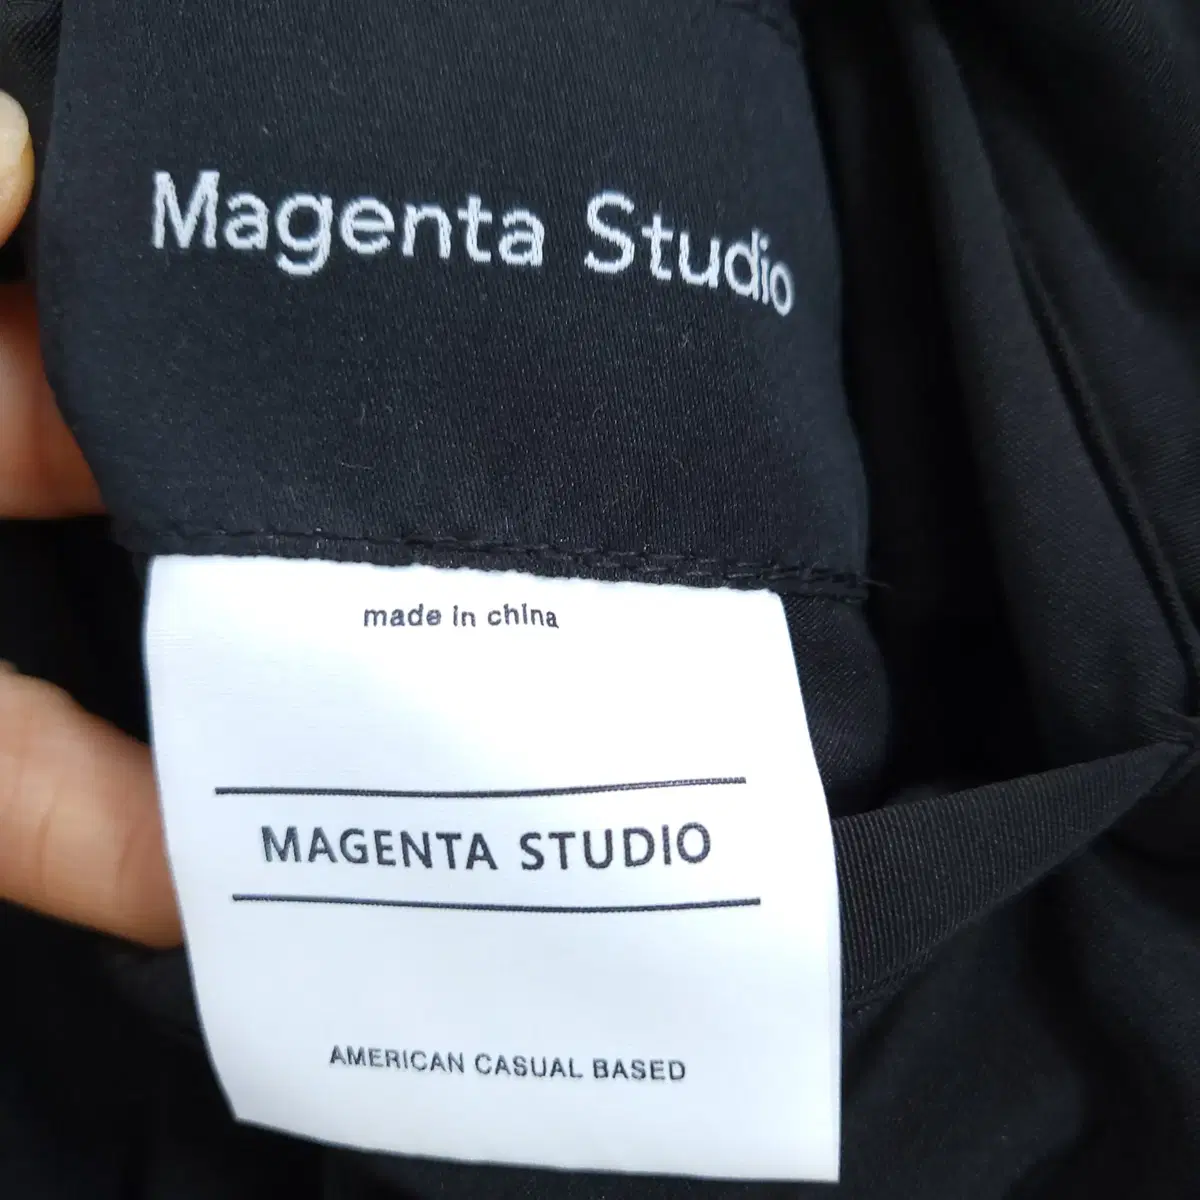 Magenta Studio
made in china
MAGENTA STUDIO
AMERICAN CASUAL BASED